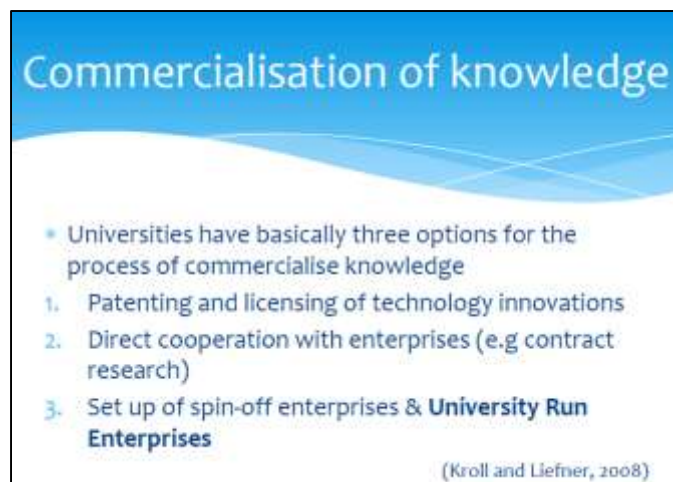 Commercialisation of knowledge
Universities have basically three options for the
process of commercialise knowledge
1. Patenting and licensing of technology innovations
2. Direct cooperation with enterprises (e.g contract
research)
3. Set up of spin-off enterprises & University Run
Enterprises
(Kroll and Liefner, 2008)